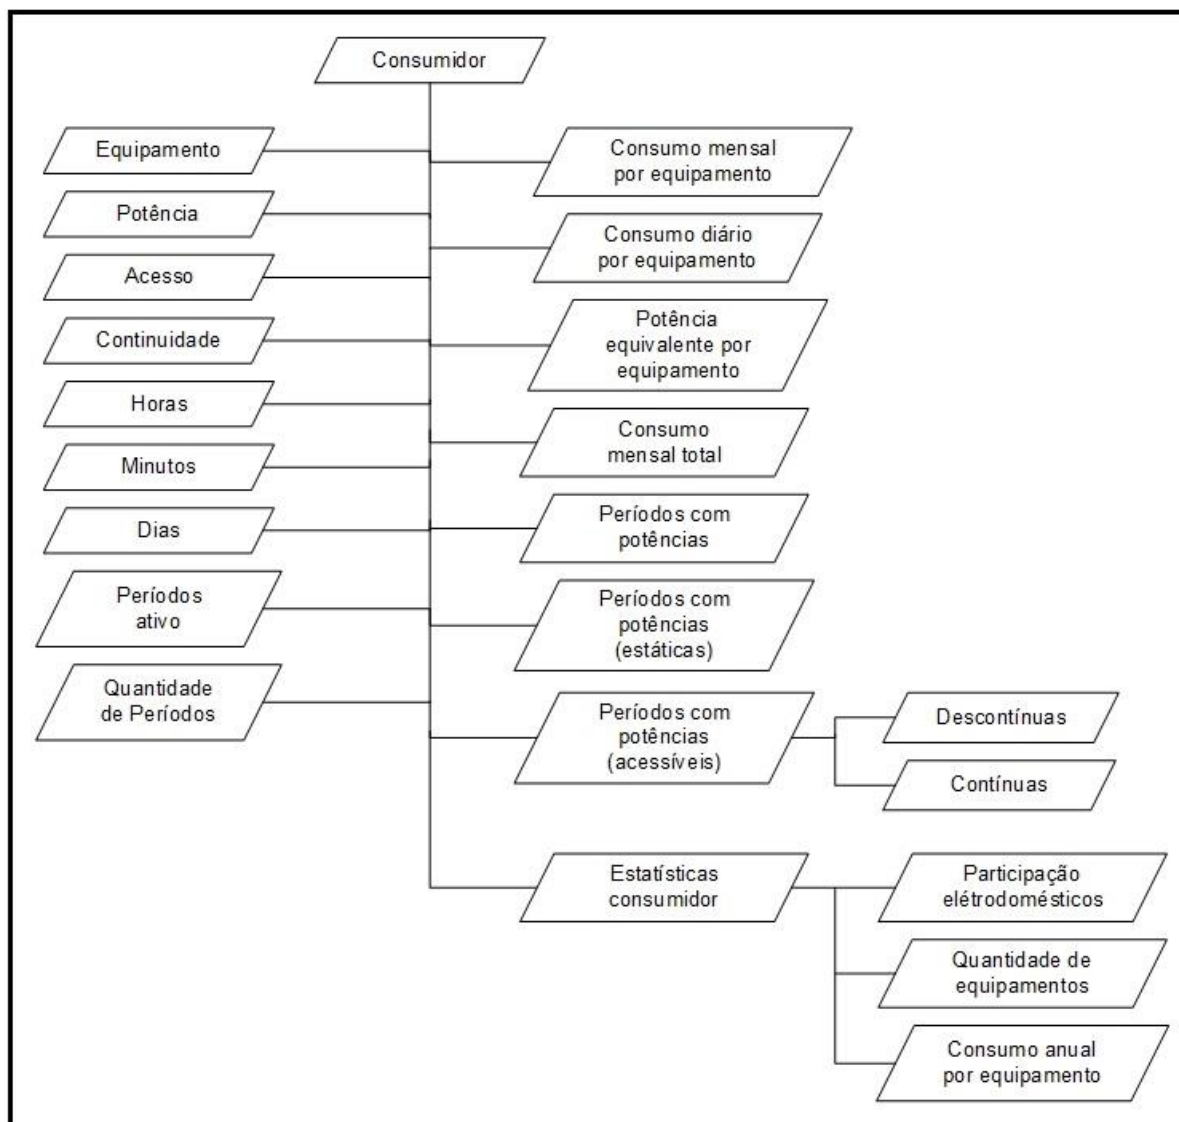 Consumidor
Equipamento
Potência
Acesso
Continuidade
Horas
Minutos
Dias
Períodos
ativo
Quantidade
de Períodos
Consumo mensal
por equipamento
Consumo diário
por equipamento
Potência
equivalente por
equipamento
Consumo
mensal total
Períodos com
potências
Períodos com
potências
(estáticas)
Períodos com
potências
(acessíveis)
Descontínuas
Contínuas
Estatísticas
consumidor
Participação
elétrodomésticos
Quantidade de
equipamentos
Consumo anual
por equipamento